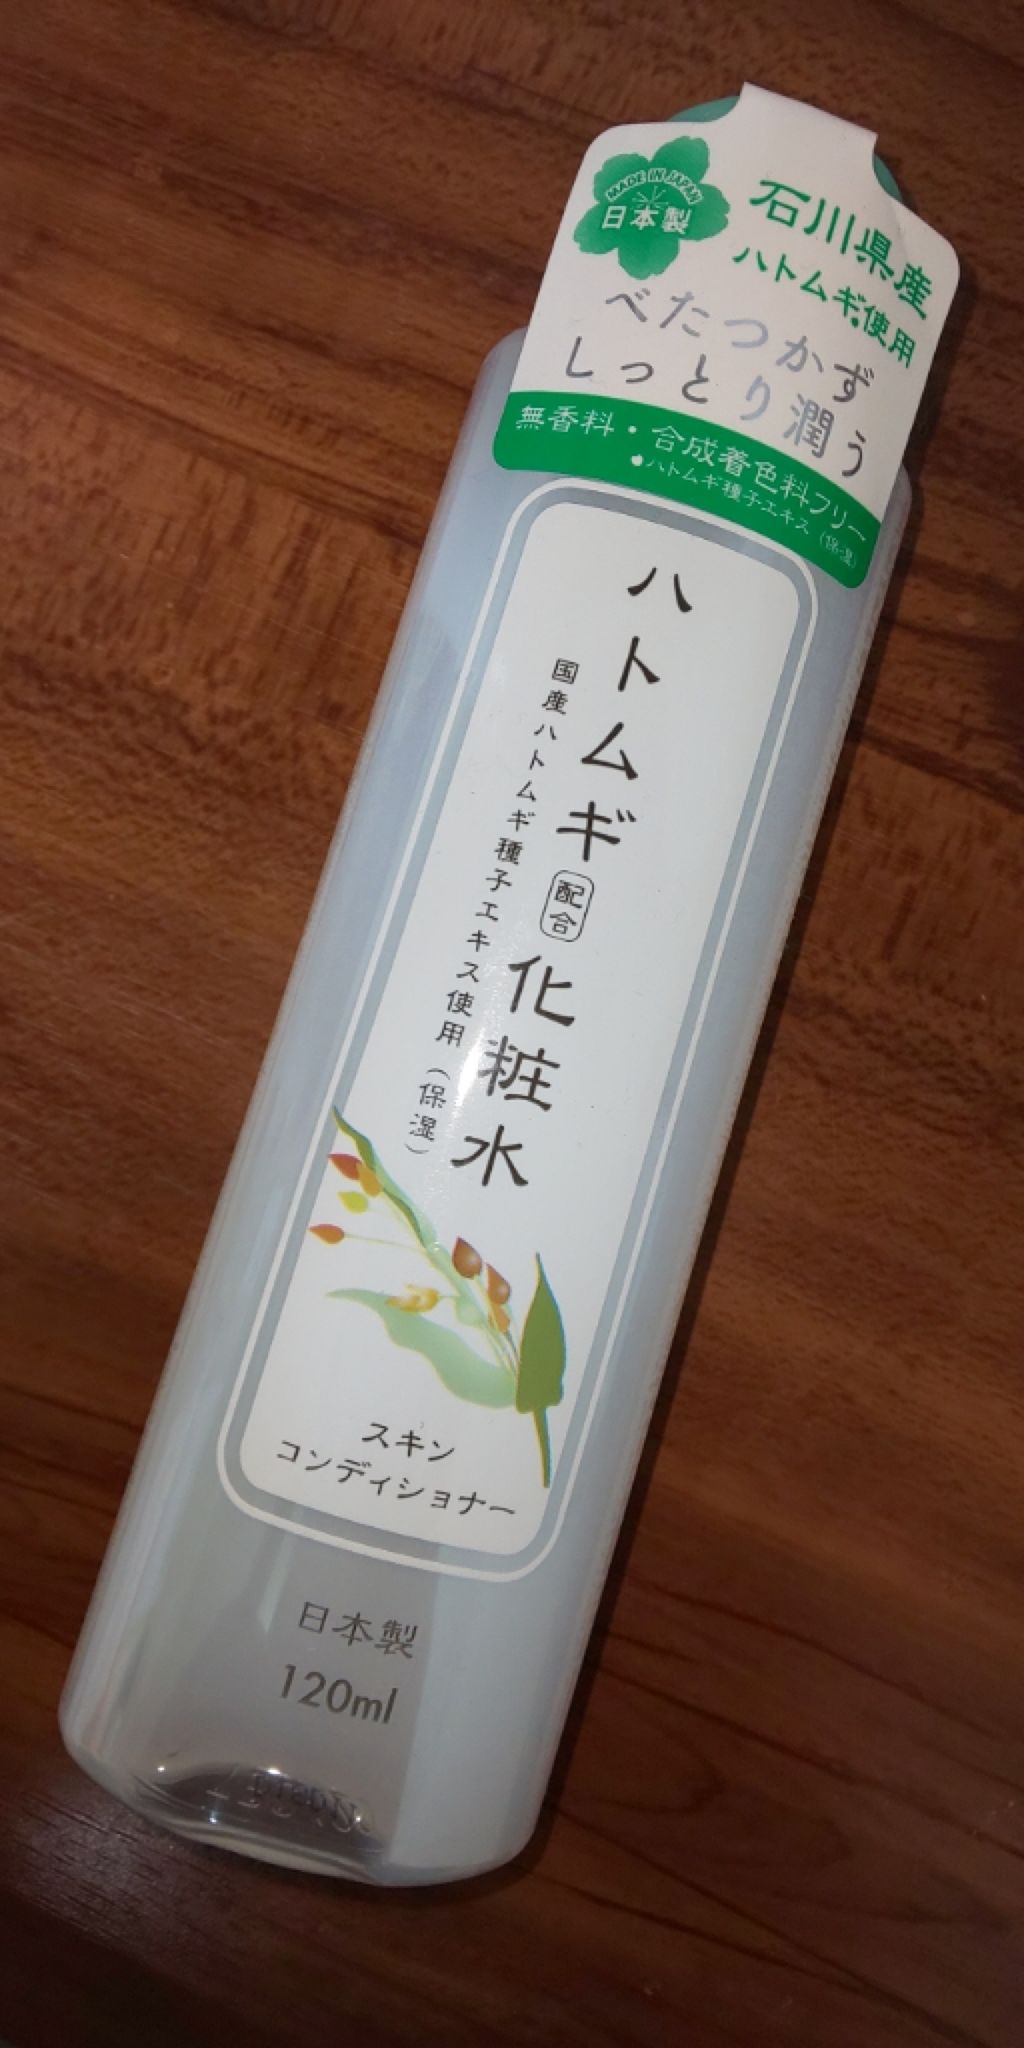 MADE IN JAPAN
日本製
石川県産
ハトムギ使用
べたつかず
しっとり潤う
無香料・合成着色料フリー
●ハトムギ種子エキス（保湿）
ハトムギ配合化粧水
国産ハトムギ種子エキス使用（保湿）
スキン
コンディショナー
日本製
120ml